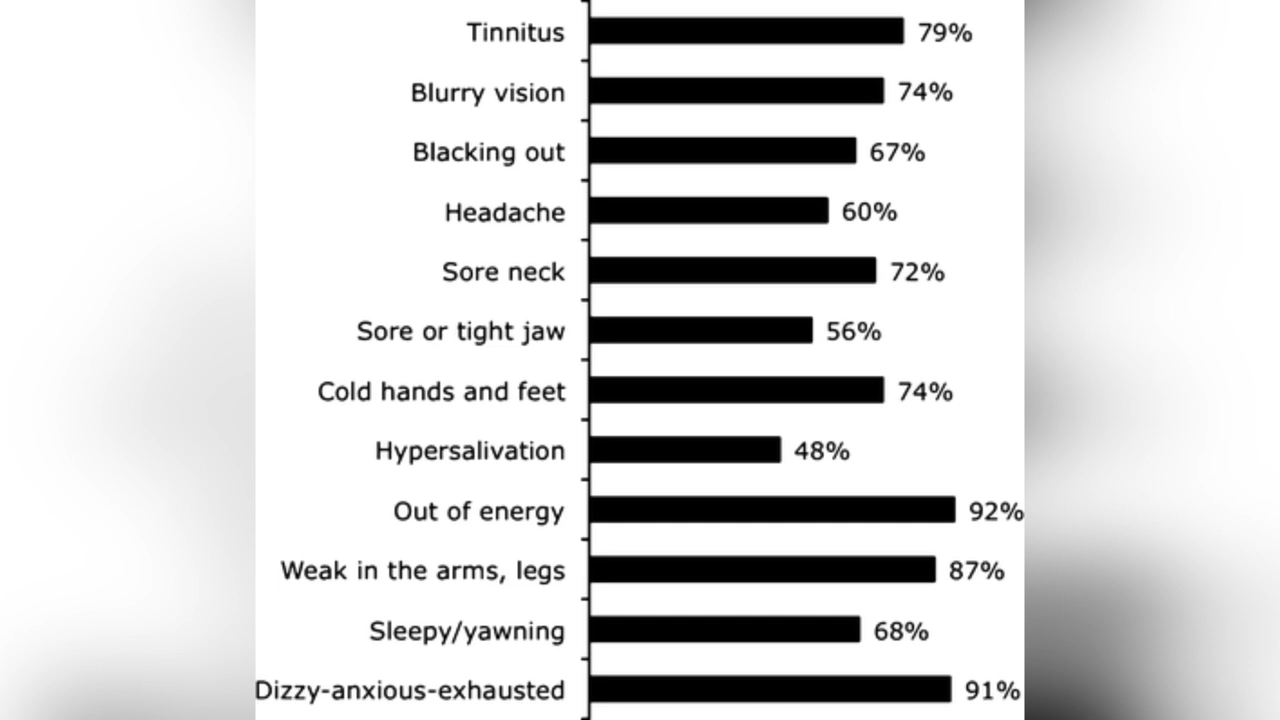 Tinnitus 79%
Blurry vision 74%
Blacking out 67%
Headache 60%
Sore neck 72%
Sore or tight jaw 56%
Cold hands and feet 74%
Hypersalivation 48%
Out of energy 92%
Weak in the arms, legs 87%
Sleepy/yawning 68%
Dizzy-anxious-exhausted 91%